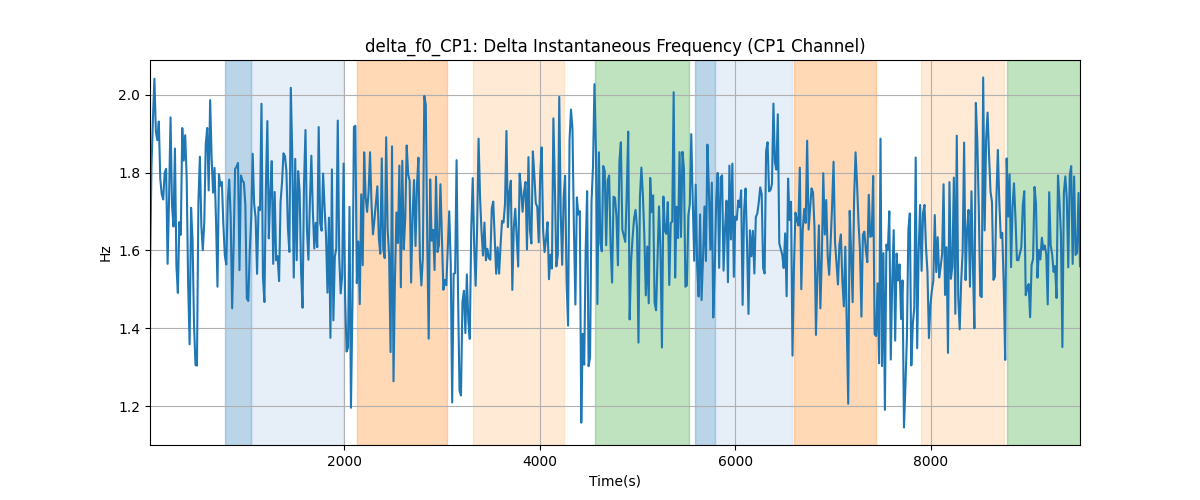 delta_f0_CP1: Delta Instantaneous Frequency (CP1 Channel)
2.0
1.8
1.6
1.4
1.2
Hz
2000 4000 6000 8000
Time(s)